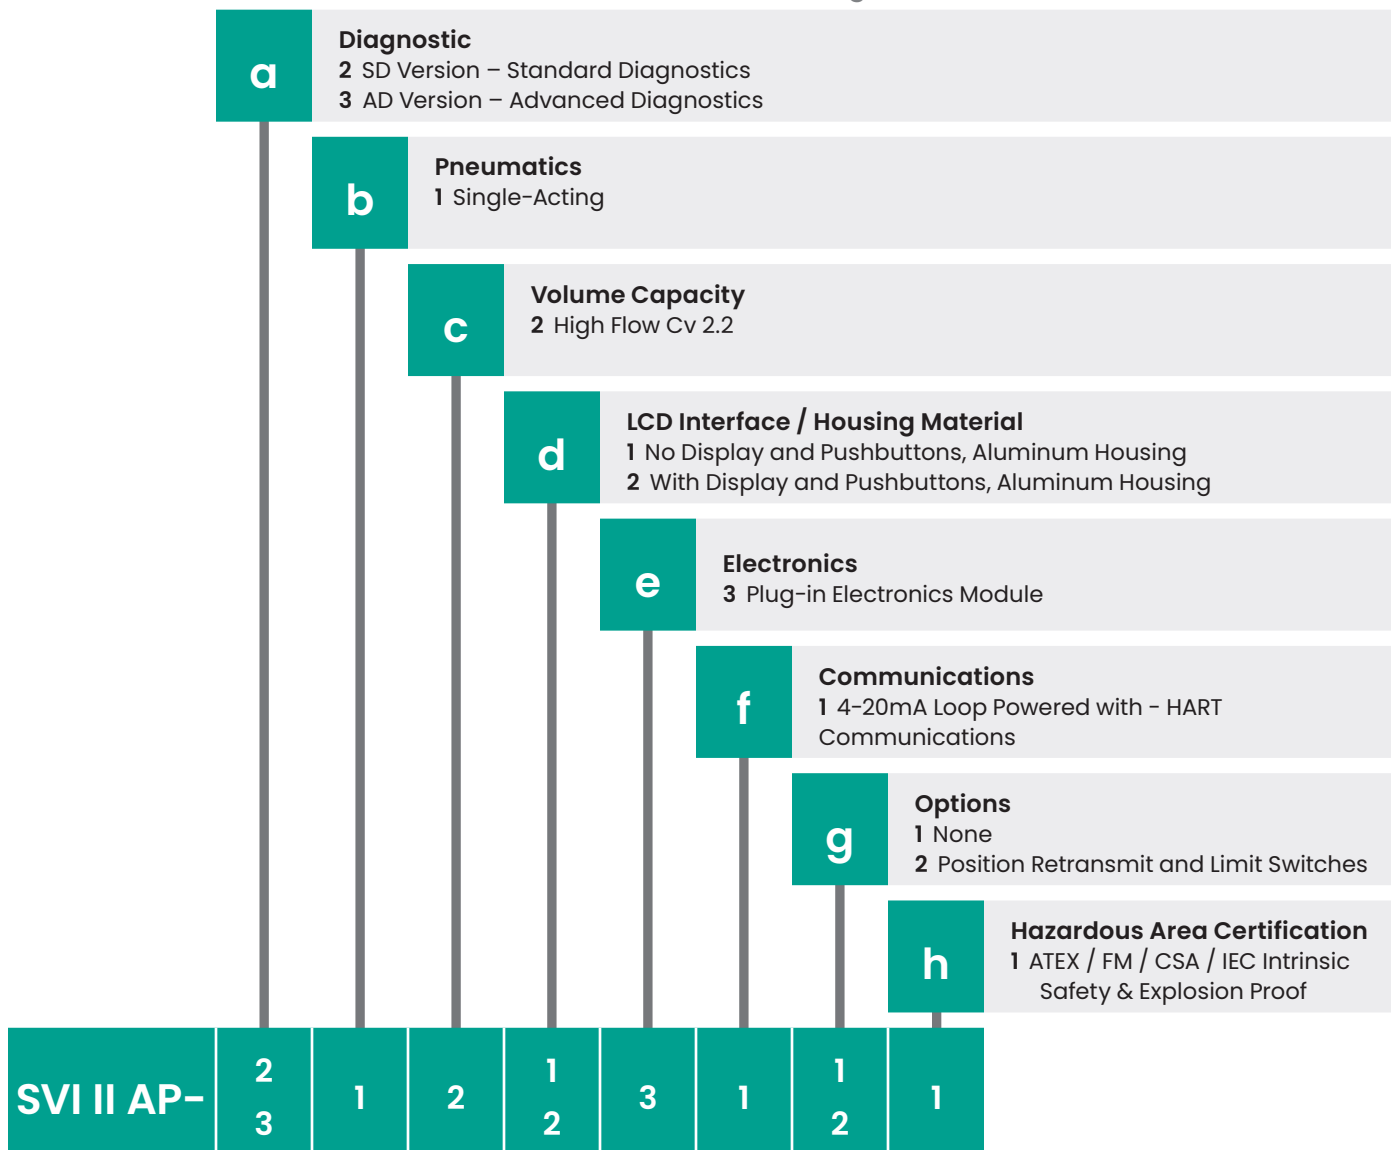 a
Diagnostic
2 SD Version – Standard Diagnostics
3 AD Version – Advanced Diagnostics
b
Pneumatics
1 Single-Acting
c
Volume Capacity
2 High Flow Cv 2.2
d
LCD Interface / Housing Material
1 No Display and Pushbuttons, Aluminum Housing
2 With Display and Pushbuttons, Aluminum Housing
e
Electronics
3 Plug-in Electronics Module
f
Communications
1 4-20mA Loop Powered with - HART
Communications
g
Options
1 None
2 Position Retransmit and Limit Switches
h
Hazardous Area Certification
1 ATEX / FM / CSA / IEC Intrinsic
Safety & Explosion Proof
SVI II AP-
2
3
1
2
1
2
3
1
1
2
1